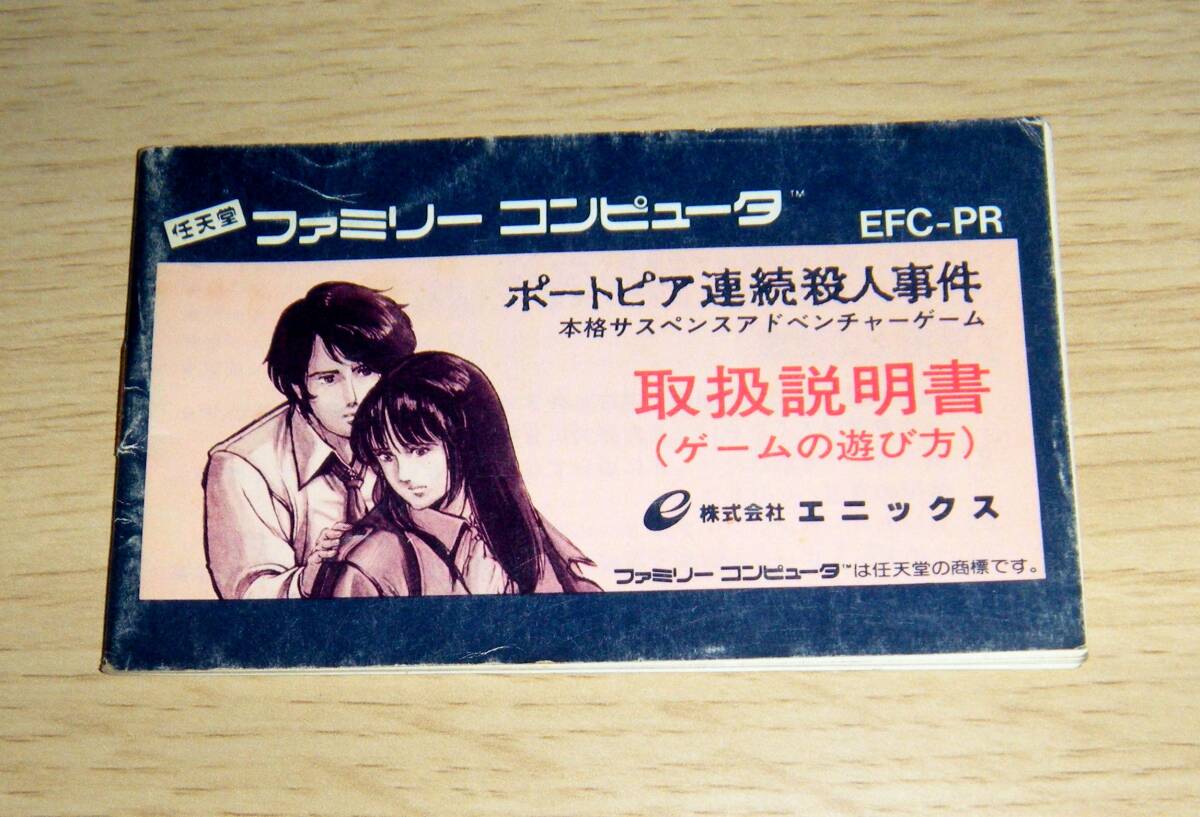 任天堂 ファミリー コンピュータ™ EFC-PR
ポートピア連続殺人事件
本格サスペンスアドベンチャーゲーム
取扱説明書
(ゲームの遊び方)
e 株式会社 エニックス
ファミリー コンピュータ™は任天堂の商標です。